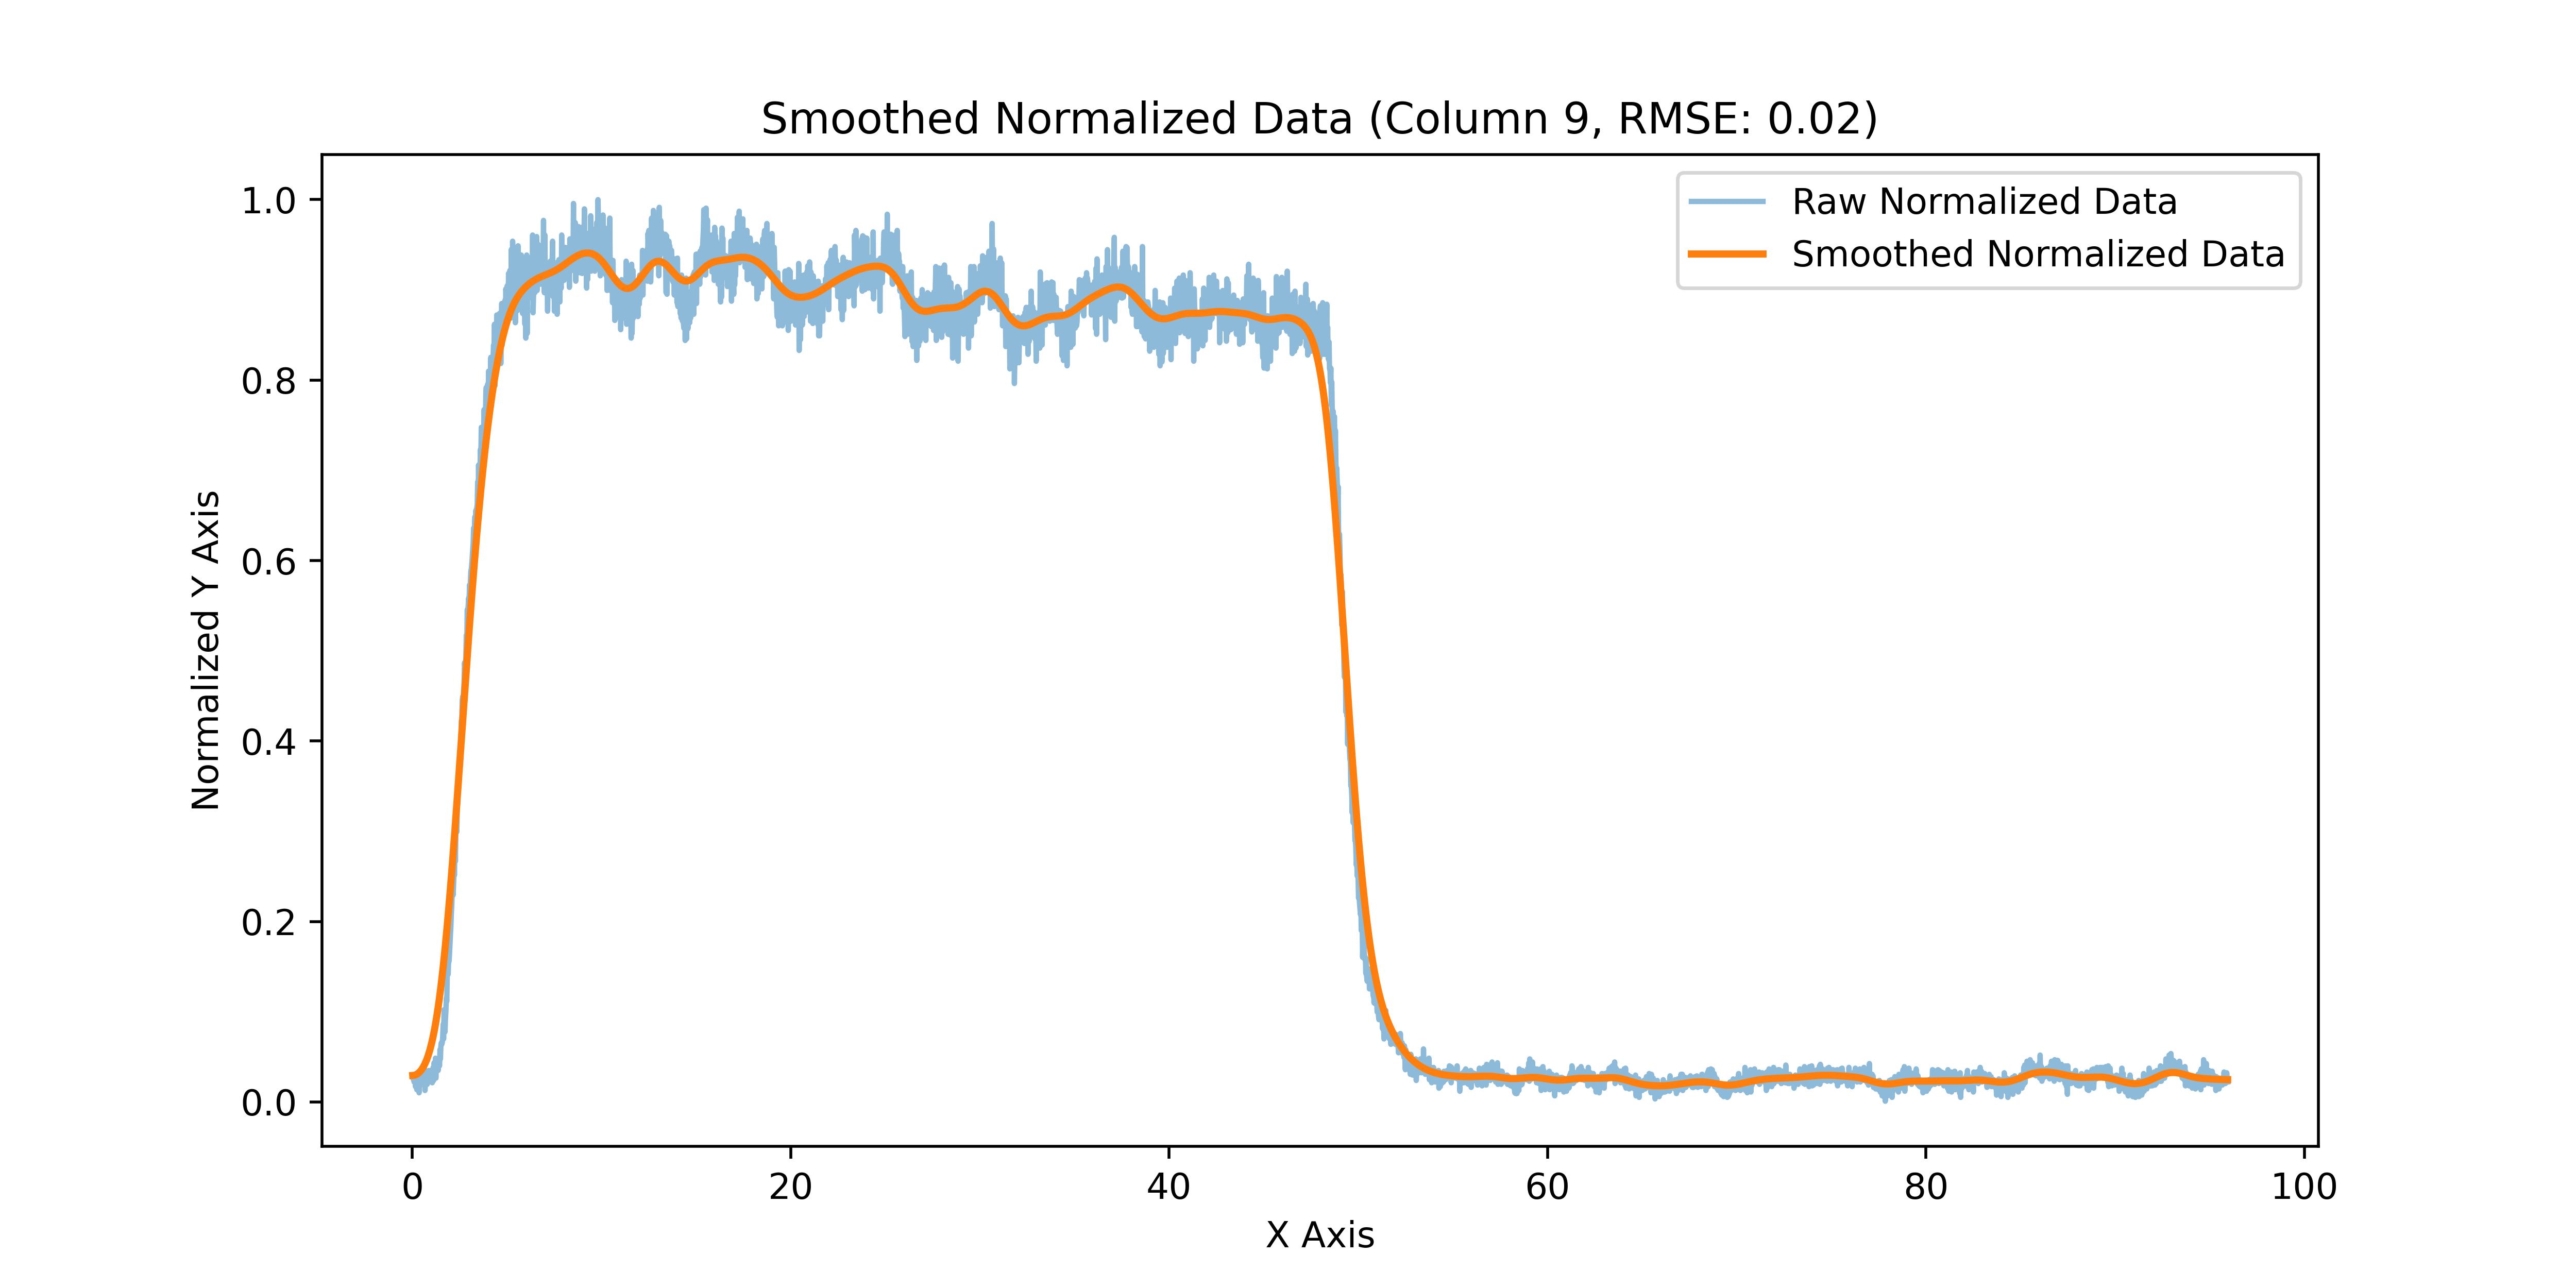 Smoothed Normalized Data (Column 9, RMSE: 0.02)
Raw Normalized Data
Smoothed Normalized Data
Normalized Y Axis
1.0
0.8
0.6
0.4
0.2
0.0
0 20 40 60 80 100
X Axis